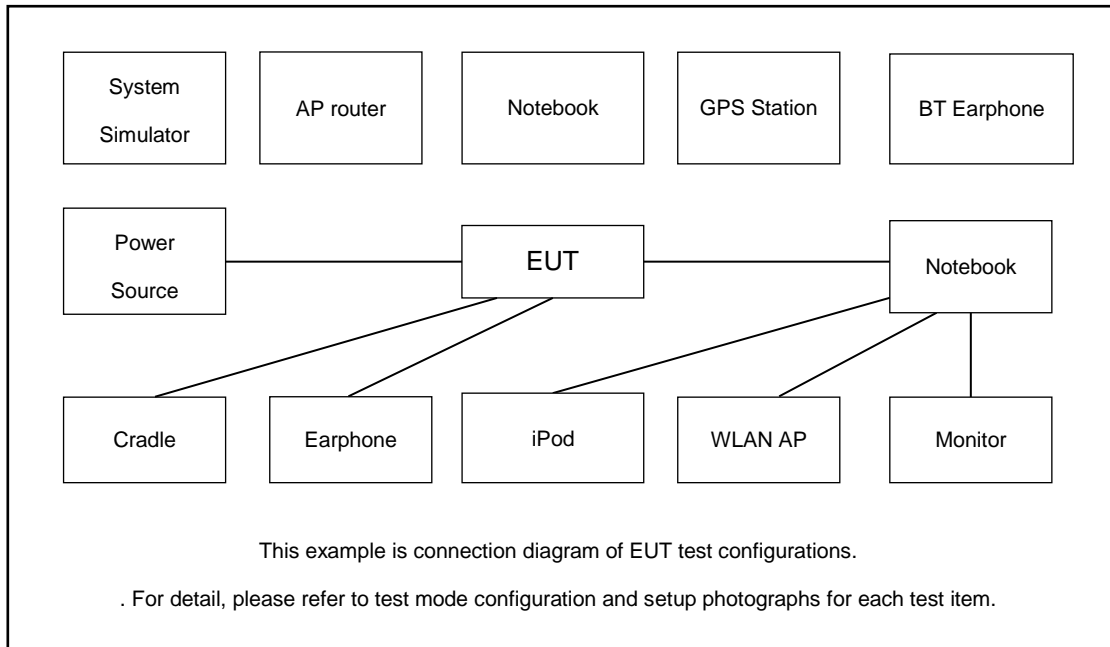 System
Simulator
AP router
Notebook
GPS Station
BT Earphone
Power
Source
EUT
Notebook
Cradle
Earphone
iPod
WLAN AP
Monitor
This example is connection diagram of EUT test configurations.
. For detail, please refer to test mode configuration and setup photographs for each test item.